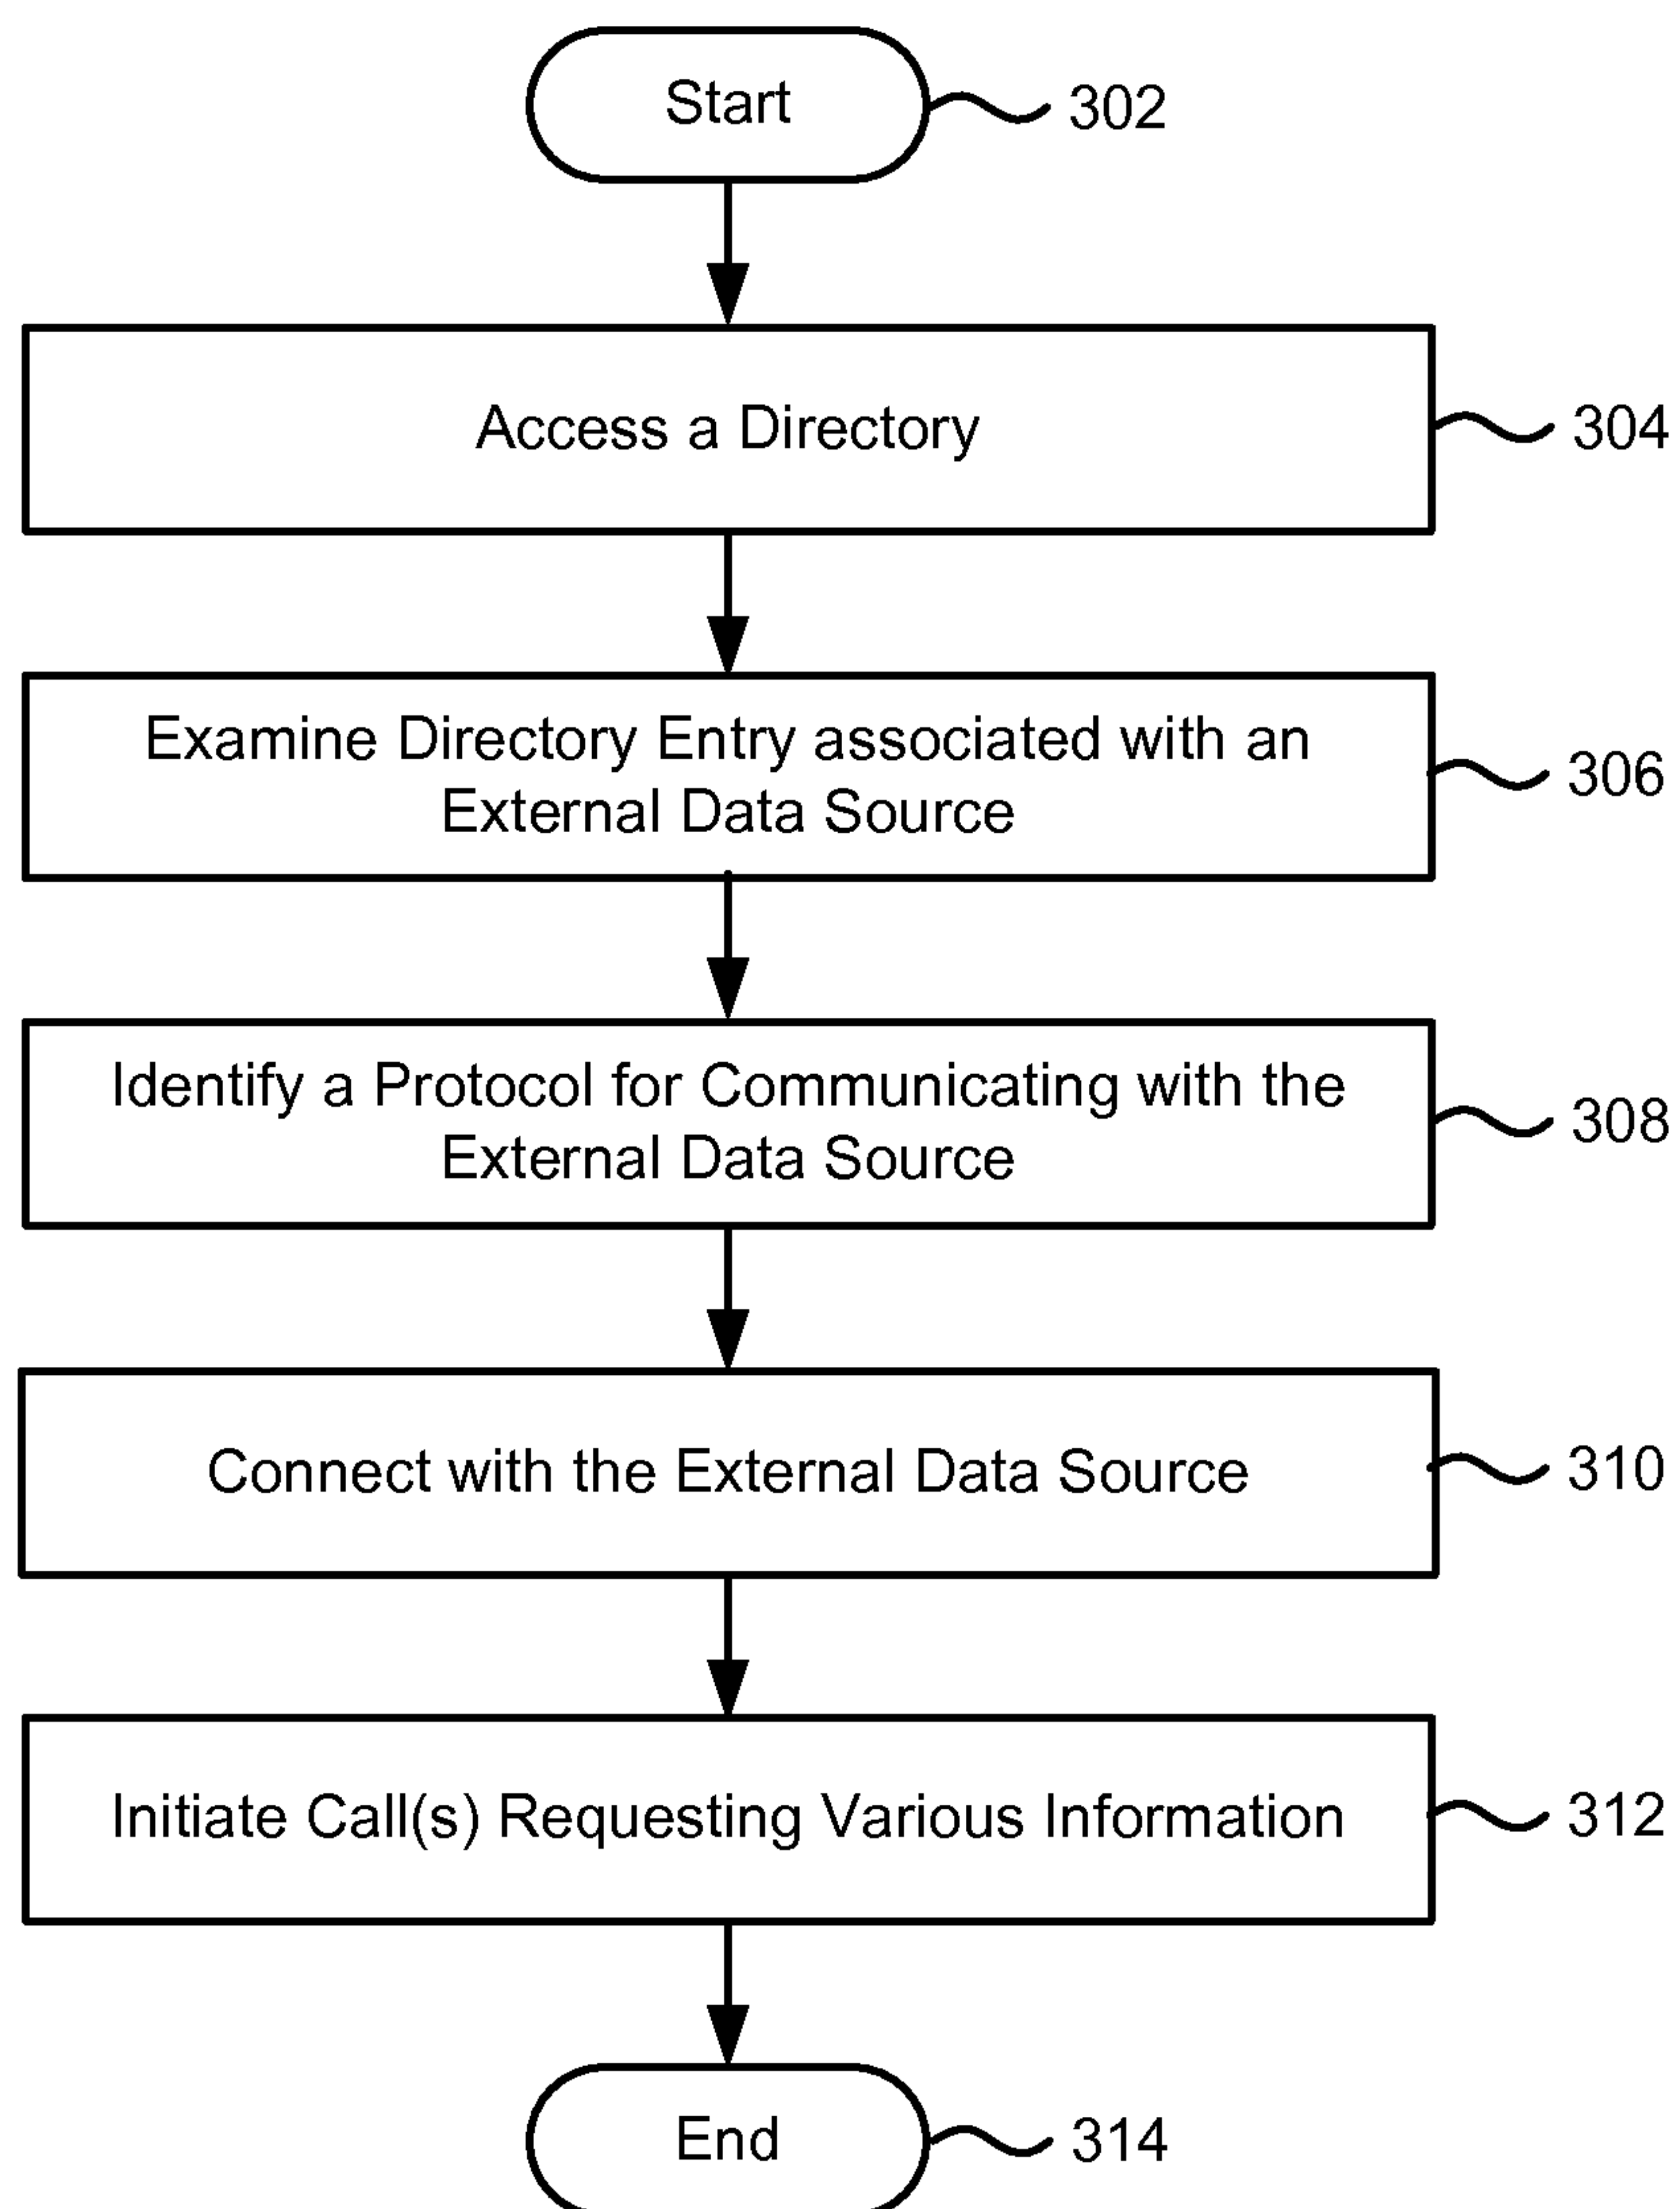 Start
302
Access a Directory
304
Examine Directory Entry associated with an
External Data Source
306
Identify a Protocol for Communicating with the
External Data Source
308
Connect with the External Data Source
310
Initiate Call(s) Requesting Various Information
312
End
314